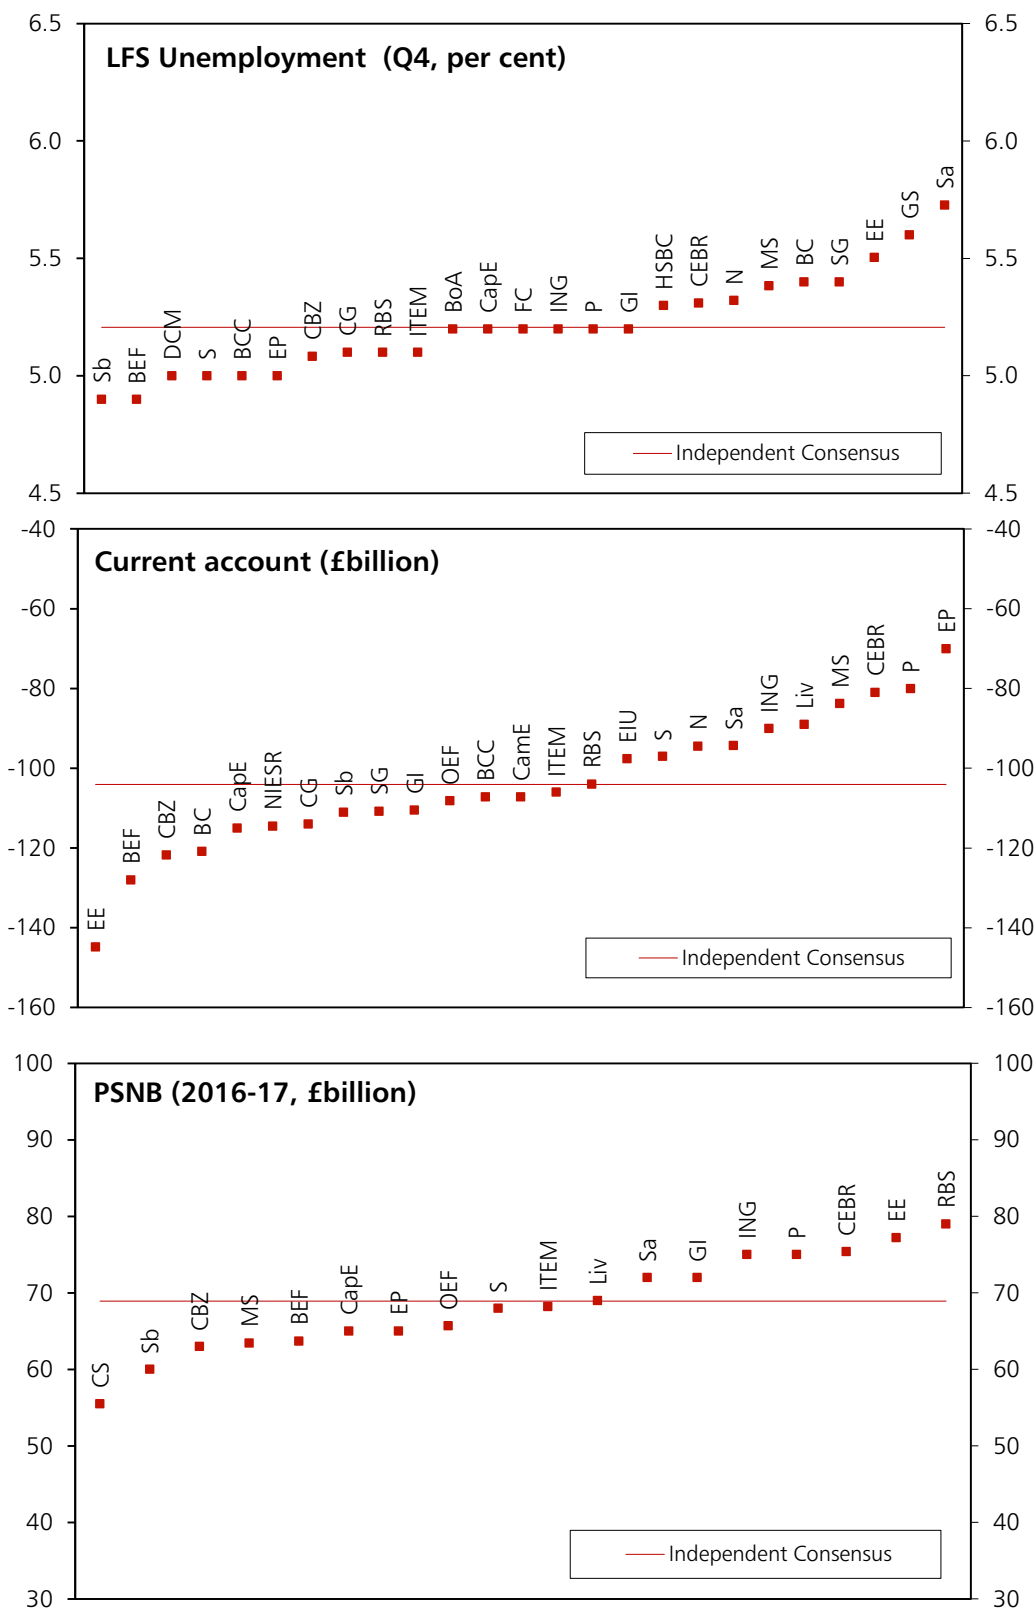 LFS Unemployment (Q4, per cent)
6.5 6.5
6.0 6.0
5.5 5.5
5.0 5.0
4.5 4.5
Sb BEF DCM S BCC EP CBZ CG RBS ITEM BoA CapE FC ING P GI HSBC CEBR N MS BC SG EE GS Sa
Independent Consensus
Current account (£billion)
-40 -40
-60 -60
-80 -80
-100 -100
-120 -120
-140 -140
-160 -160
EE BEF CBZ BC CapE NIESR CG Sb SG GI OEF BCC CamE ITEM RBS EIU S N Sa ING Liv MS CEBR P EP
Independent Consensus
PSNB (2016-17, £billion)
100 100
90 90
80 80
70 70
60 60
50 50
40 40
30 30
CS Sb CBZ MS BEF CapE EP OEF S ITEM Liv Sa GI ING P CEBR EE RBS
Independent Consensus